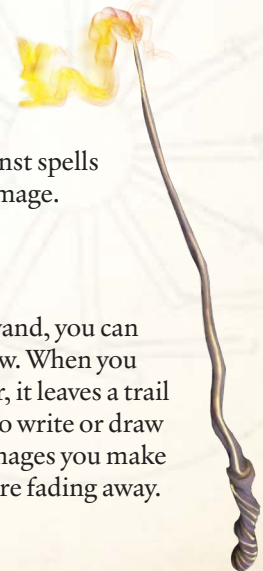 nst spells
mage.
wand, you can
w. When you
r, it leaves a trail
o write or draw
nages you make
re fading away.